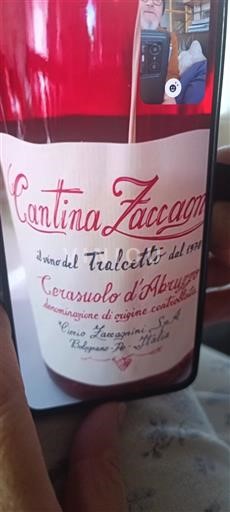 Cantina Zaccagn
il vino del Tralcetto dal 1978
Cerasuolo d'Abruzzo
denominazione di origine controllata
Ciccio Zaccagnini S.p.A.
Bolognano - Pe - Italia